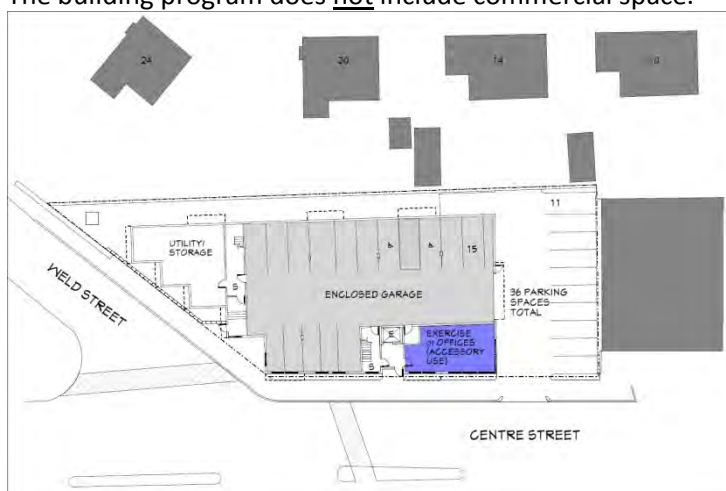 The building program does not include commercial space.
24
20
14
11
UTILITY/
STORAGE
S
15
ENCLOSED GARAGE
36 PARKING
SPACES
TOTAL
WELD STREET
E
EXERCISE
or OFFICES
(ACCESSORY
USE)
S
CENTRE STREET